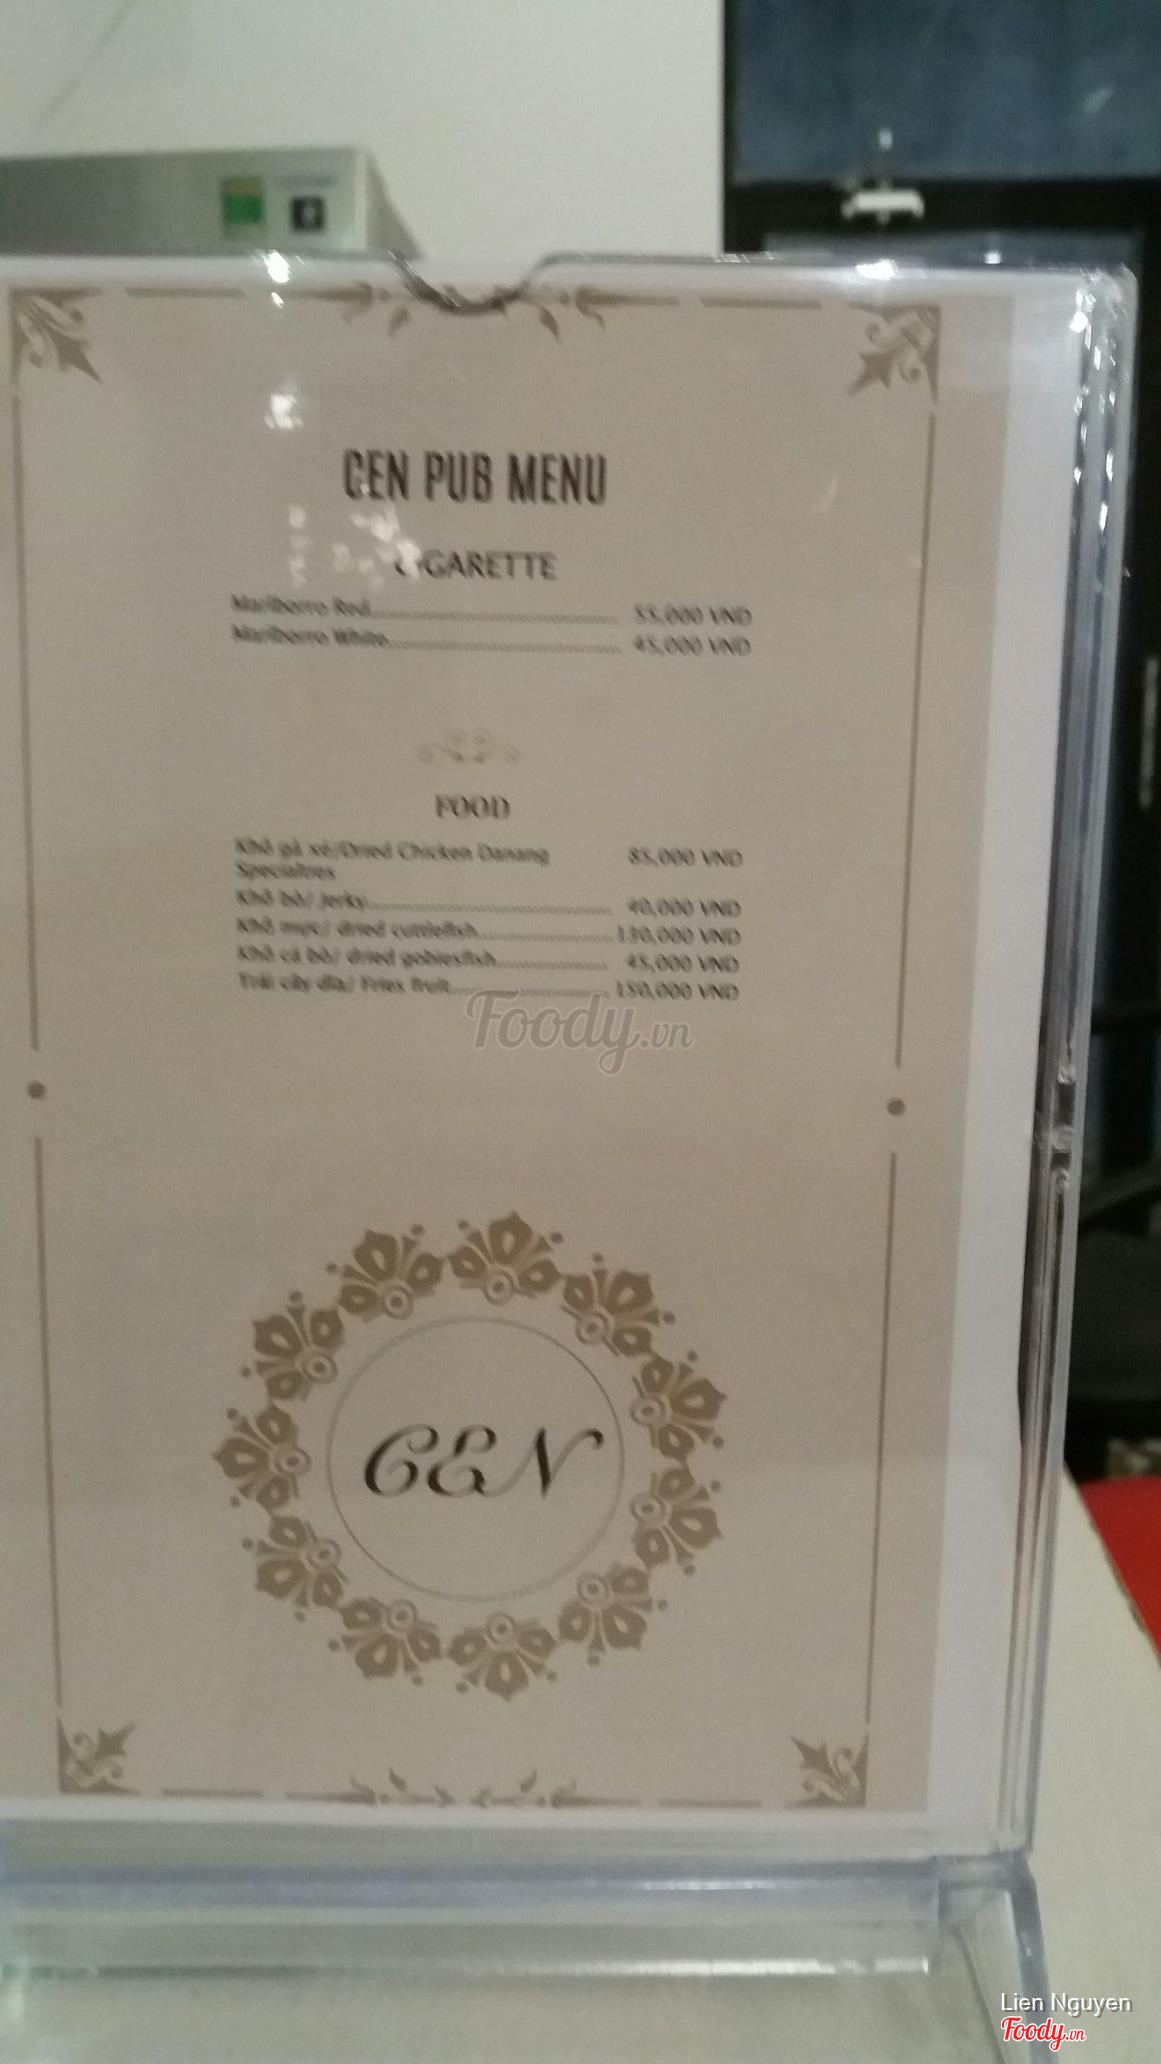 CEN PUB MENU
CIGARETTE
Marlborro Red 55,000 VND
Marlborro White 45,000 VND
FOOD
Khô gà xé/Dried Chicken Danang 85,000 VND
Specialties
Khô bò/ Jerky 40,000 VND
Khô mực/ dried cuttlefish 130,000 VND
Khô cá bò/ dried gobiesfish 45,000 VND
Trái cây dĩa/ Fries fruit 150,000 VND
Foody.vn
CEN
Lien Nguyen
Foody.vn